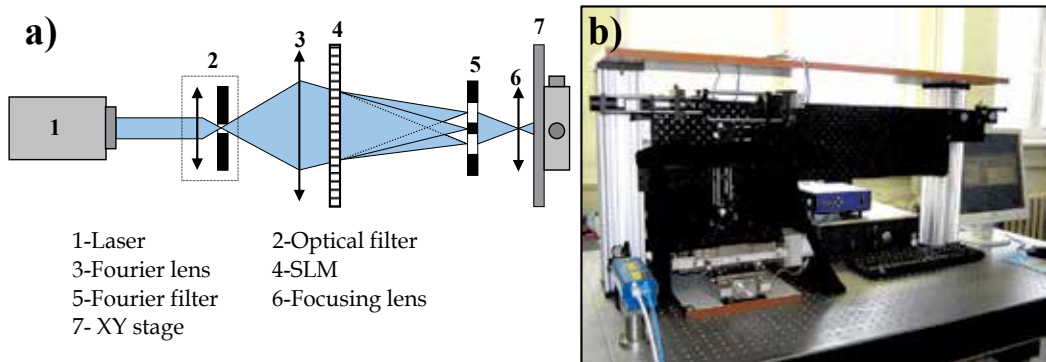 a)
1
2
3
4
5
6
7
1-Laser
2-Optical filter
3-Fourier lens
4-SLM
5-Fourier filter
6-Focusing lens
7- XY stage
b)